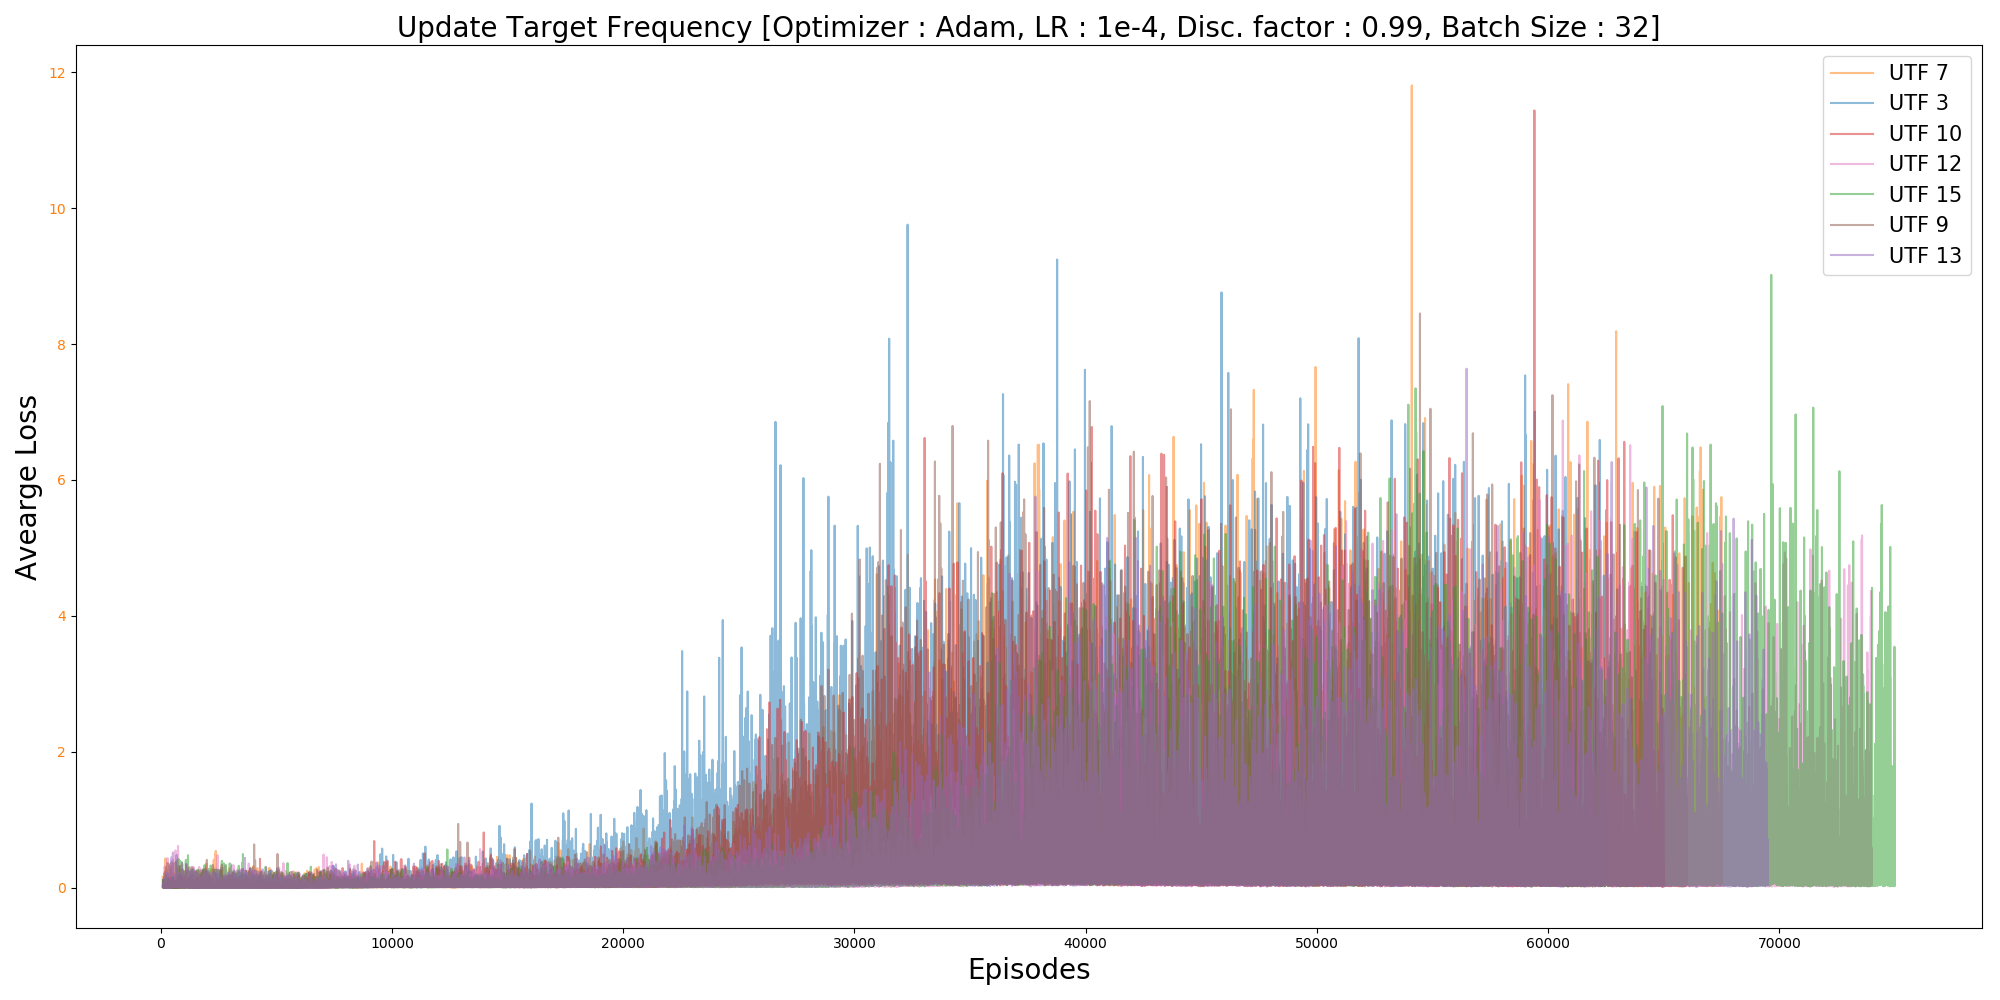 Update Target Frequency [Optimizer : Adam, LR : 1e-4, Disc. factor : 0.99, Batch Size : 32]
UTF 7
UTF 3
UTF 10
UTF 12
UTF 15
UTF 9
UTF 13
Avearge Loss
12
10
8
6
4
2
0
0 10000 20000 30000 40000 50000 60000 70000
Episodes